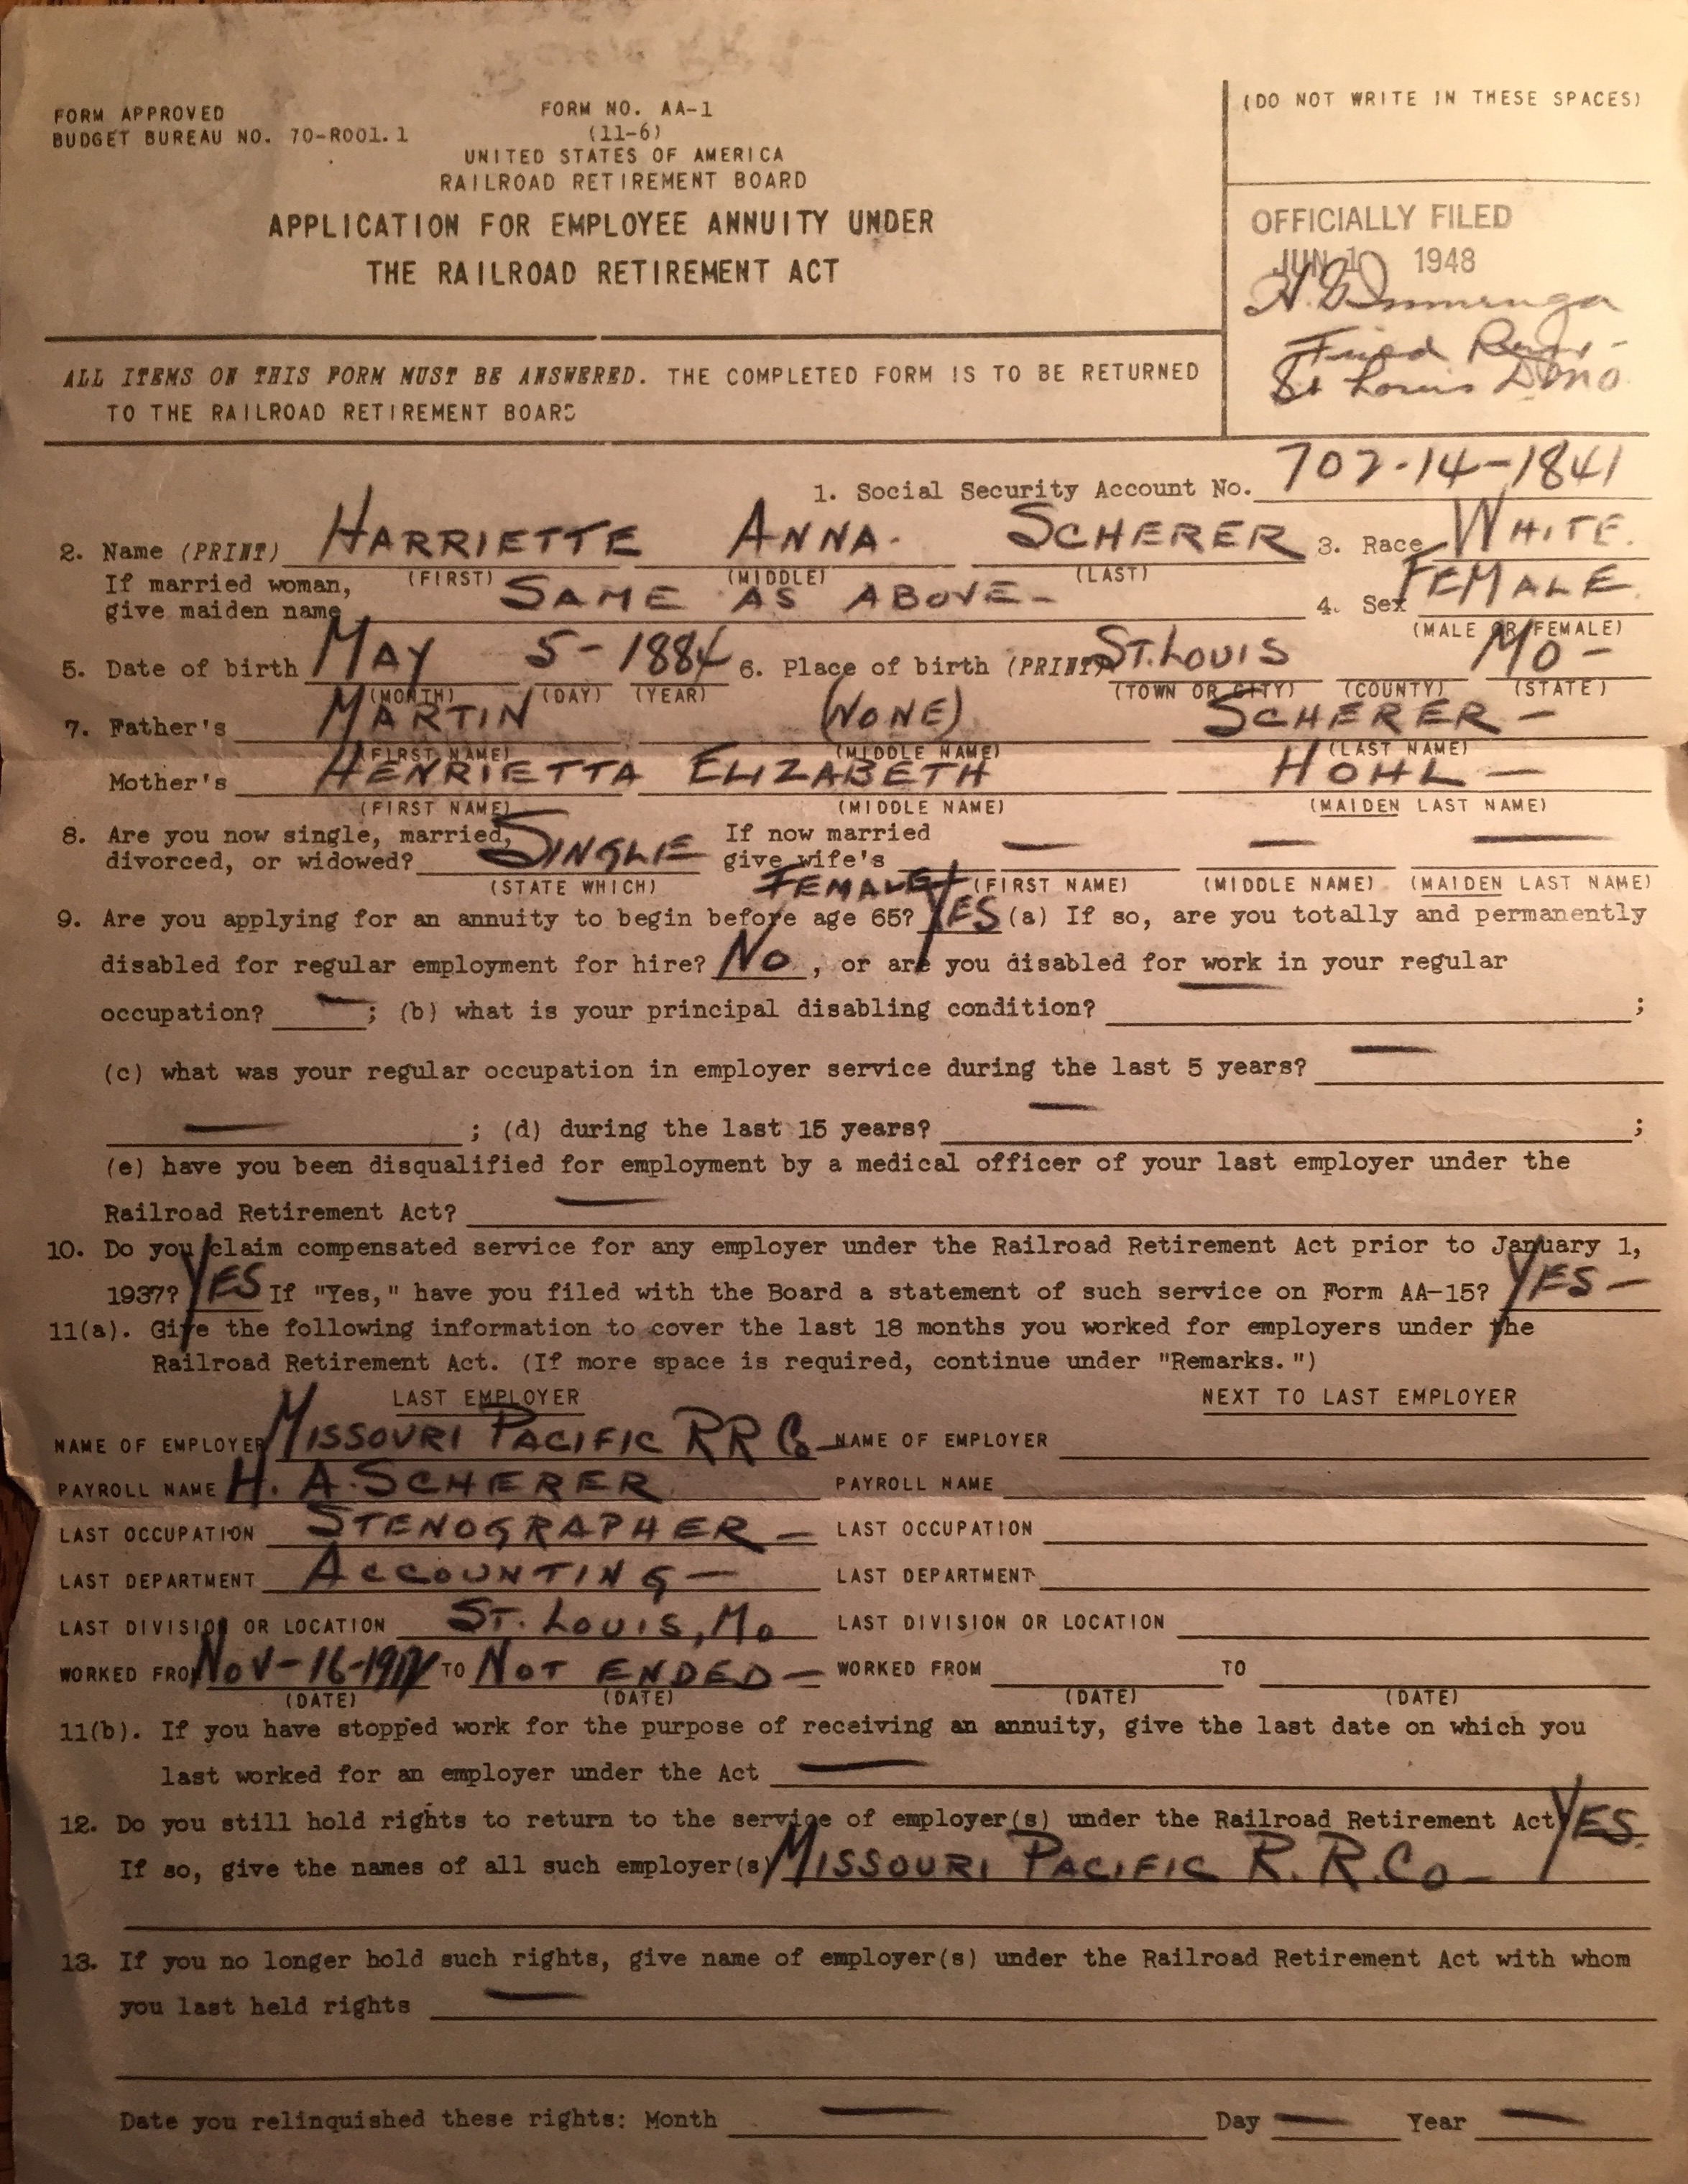 FORM APPROVED
BUDGET BUREAU NO. 70-R001.1
FORM NO. AA-1
(11-6)
UNITED STATES OF AMERICA
RAILROAD RETIREMENT BOARD
APPLICATION FOR EMPLOYEE ANNUITY UNDER
THE RAILROAD RETIREMENT ACT
(DO NOT WRITE IN THESE SPACES)
OFFICIALLY FILED
JUN 10 1948
St Louis
ALL ITEMS ON THIS FORM MUST BE ANSWERED. THE COMPLETED FORM IS TO BE RETURNED
TO THE RAILROAD RETIREMENT BOARD
1. Social Security Account No. 702-14-1841
2. Name (PRINT) HARRIETTE ANNA. SCHERER 3. Race WHITE.
(FIRST) (MIDDLE) (LAST)
If married woman,
give maiden name SAME AS ABOVE- 4. Sex FEMALE
(MALE OR FEMALE)
5. Date of birth MAY 5-1884 6. Place of birth (PRINT) ST. LOUIS MO-
(MONTH) (DAY) (YEAR) (TOWN OR CITY) (COUNTY) (STATE)
7. Father's MARTIN (NONE) SCHERER-
(FIRST NAME) (MIDDLE NAME) (LAST NAME)
Mother's HENRIETTA ELIZABETH HOHL-
(FIRST NAME) (MIDDLE NAME) (MAIDEN LAST NAME)
8. Are you now single, married, divorced, or widowed? SINGLE If now married give wife's — — —
(STATE WHICH) (FIRST NAME) (MIDDLE NAME) (MAIDEN LAST NAME)
FEMALE
9. Are you applying for an annuity to begin before age 65? YES (a) If so, are you totally and permanently
disabled for regular employment for hire? NO, or are you disabled for work in your regular
occupation? —; (b) what is your principal disabling condition? — ;
(c) what was your regular occupation in employer service during the last 5 years? —
— ; (d) during the last 15 years? — ;
(e) have you been disqualified for employment by a medical officer of your last employer under the
Railroad Retirement Act? —
10. Do you claim compensated service for any employer under the Railroad Retirement Act prior to January 1,
1937? YES If "Yes," have you filed with the Board a statement of such service on Form AA-15? YES-
11(a). Give the following information to cover the last 18 months you worked for employers under the
Railroad Retirement Act. (If more space is required, continue under "Remarks.")
LAST EMPLOYER NEXT TO LAST EMPLOYER
NAME OF EMPLOYER MISSOURI PACIFIC RR Co- NAME OF EMPLOYER
PAYROLL NAME H. A. SCHERER PAYROLL NAME
LAST OCCUPATION STENOGRAPHER- LAST OCCUPATION
LAST DEPARTMENT ACCOUNTING- LAST DEPARTMENT
LAST DIVISION OR LOCATION ST. LOUIS, MO LAST DIVISION OR LOCATION
WORKED FROM NOV-16- TO NOT ENDED- WORKED FROM TO
(DATE) (DATE) (DATE) (DATE)
11(b). If you have stopped work for the purpose of receiving an annuity, give the last date on which you
last worked for an employer under the Act —
12. Do you still hold rights to return to the service of employer(s) under the Railroad Retirement Act YES.
If so, give the names of all such employer(s) MISSOURI PACIFIC R.R.Co-
13. If you no longer hold such rights, give name of employer(s) under the Railroad Retirement Act with whom
you last held rights —
Date you relinquished these rights: Month — Day — Year —